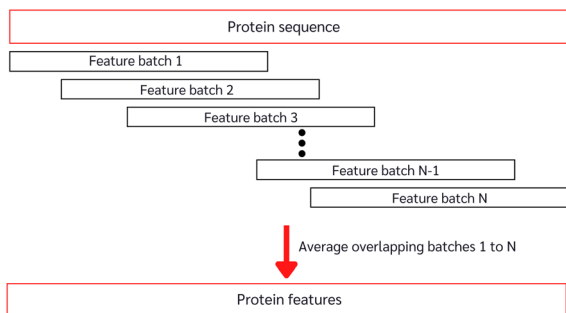 Protein sequence
Feature batch 1
Feature batch 2
Feature batch 3
Feature batch N-1
Feature batch N
Average overlapping batches 1 to N
Protein features